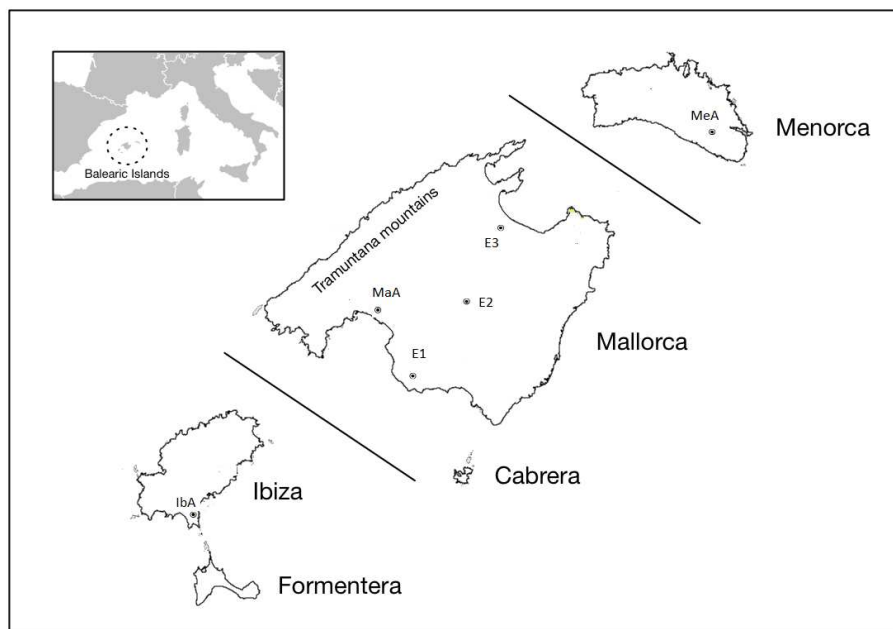 Balearic Islands
MeA
Menorca
Tramuntana mountains
E3
MaA
E2
Mallorca
E1
Cabrera
Ibiza
IbA
Formentera